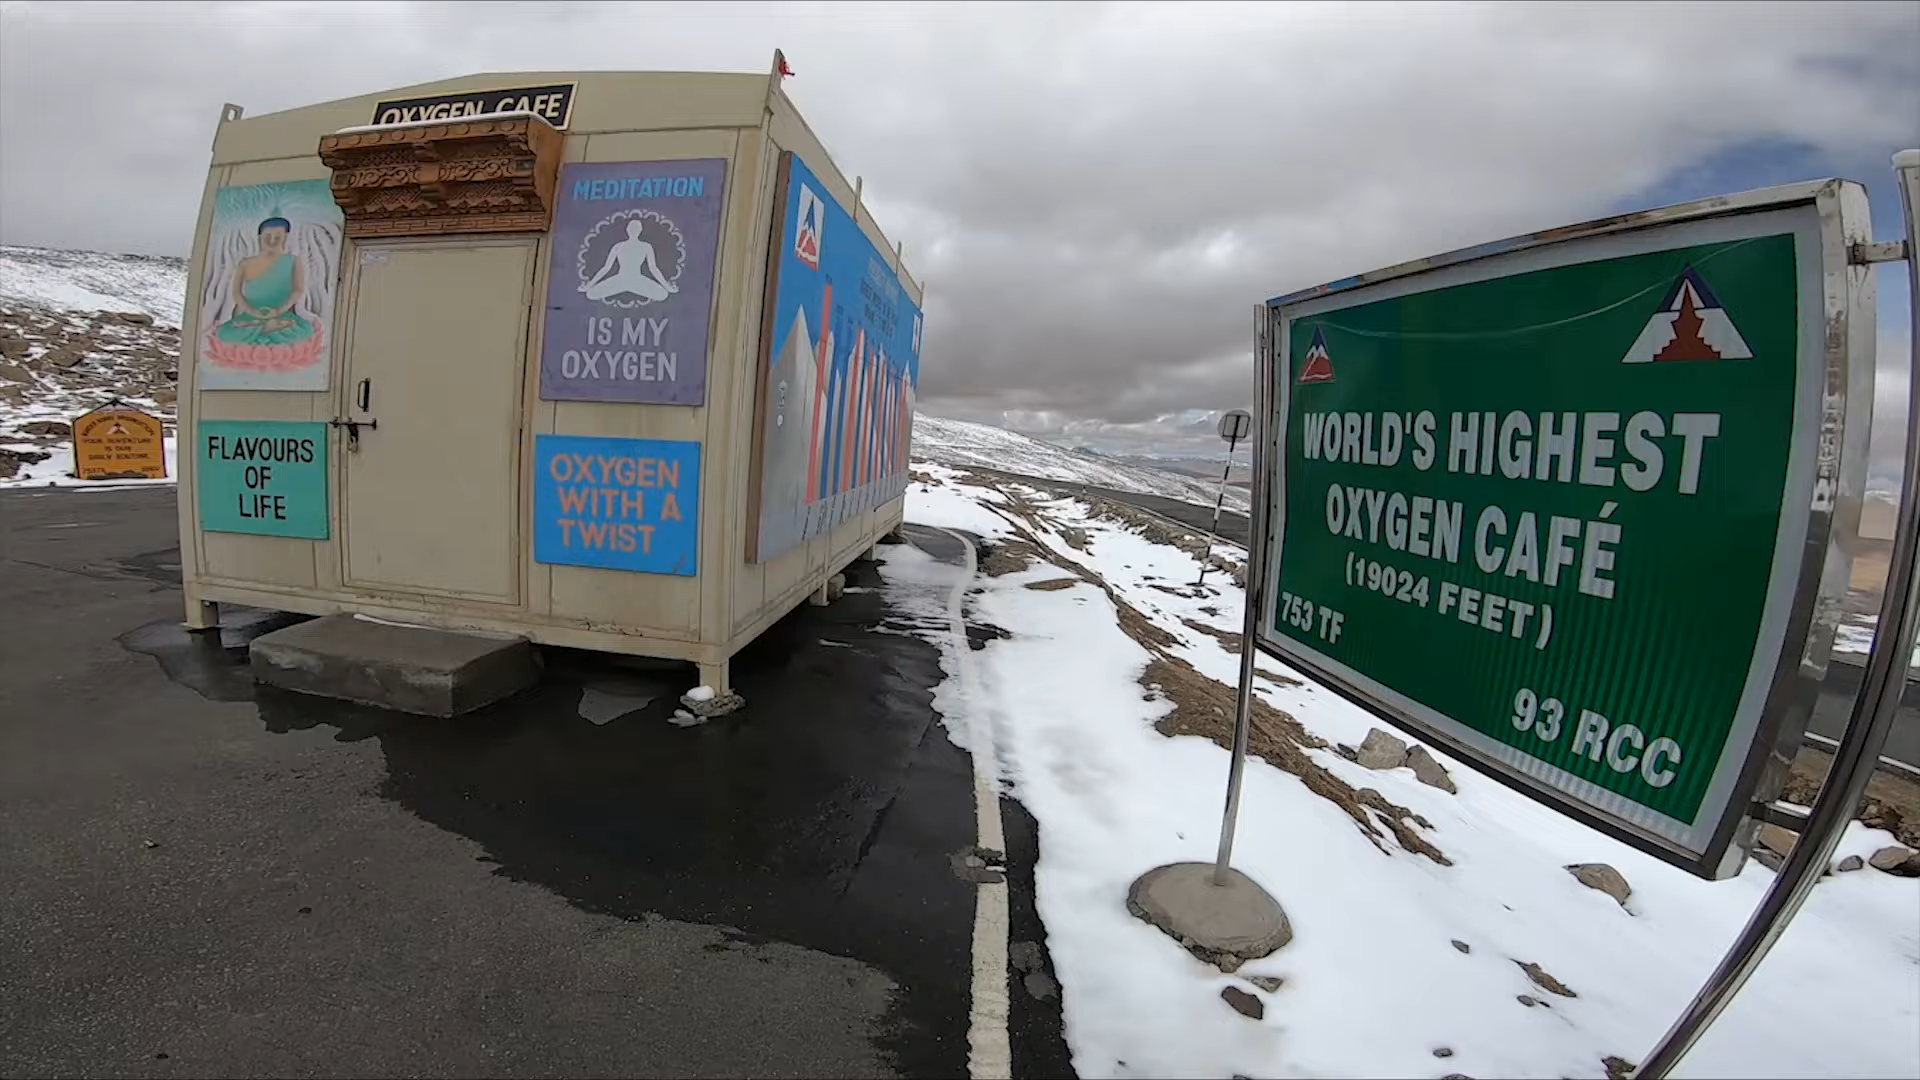 OXYGEN CAFE
MEDITATION
IS MY
OXYGEN
FLAVOURS
OF
LIFE
OXYGEN
WITH A
TWIST
WORLD'S HIGHEST
OXYGEN CAFÉ
(19024 FEET)
753 TF
93 RCC